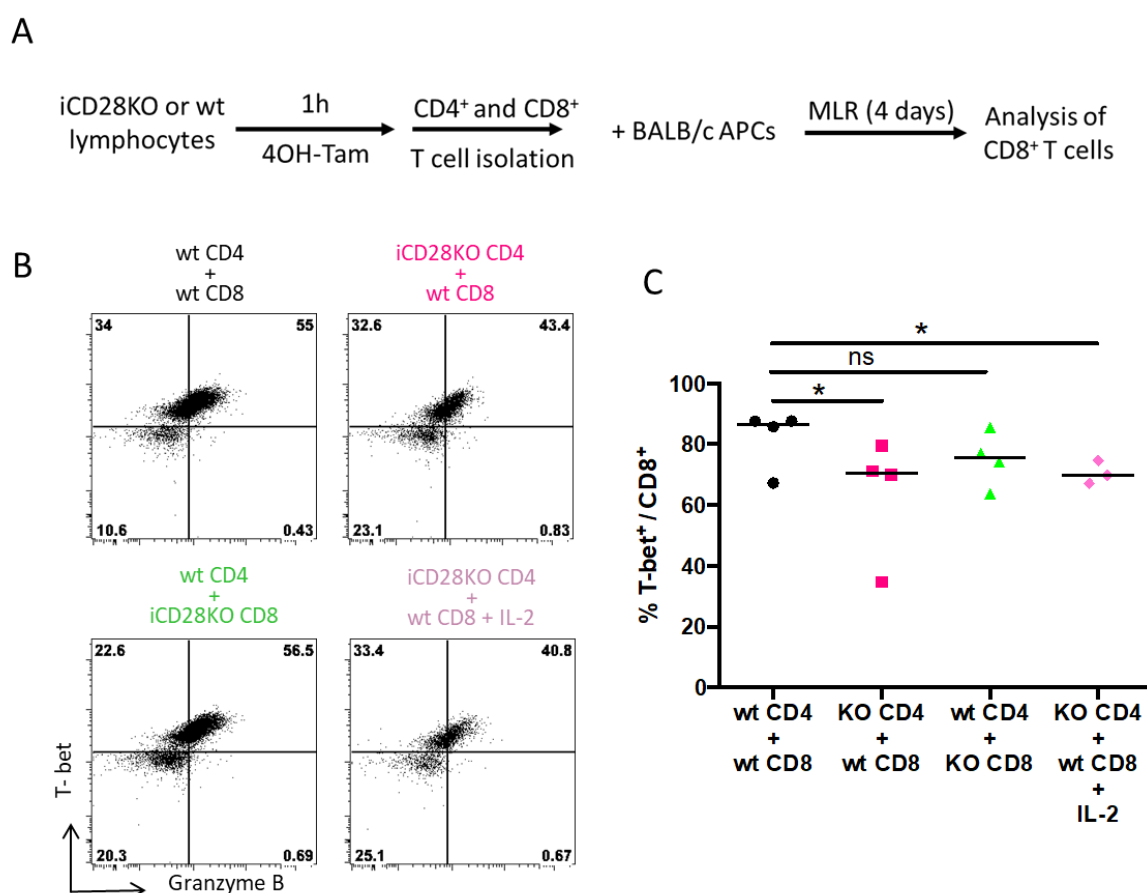 A
iCD28KO or wt
lymphocytes
1h
4OH-Tam
CD4⁺ and CD8⁺
T cell isolation
+ BALB/c APCs
MLR (4 days)
Analysis of
CD8⁺ T cells
B
wt CD4
+
wt CD8
34
55
10.6
0.43
iCD28KO CD4
+
wt CD8
32.6
43.4
23.1
0.83
wt CD4
+
iCD28KO CD8
22.6
56.5
20.3
0.69
iCD28KO CD4
+
wt CD8 + IL-2
33.4
40.8
25.1
0.67
T- bet
Granzyme B
C
*
ns
*
% T-bet⁺ / CD8⁺
100
80
60
40
20
0
wt CD4
+
wt CD8
KO CD4
+
wt CD8
wt CD4
+
KO CD8
KO CD4
+
wt CD8
+
IL-2